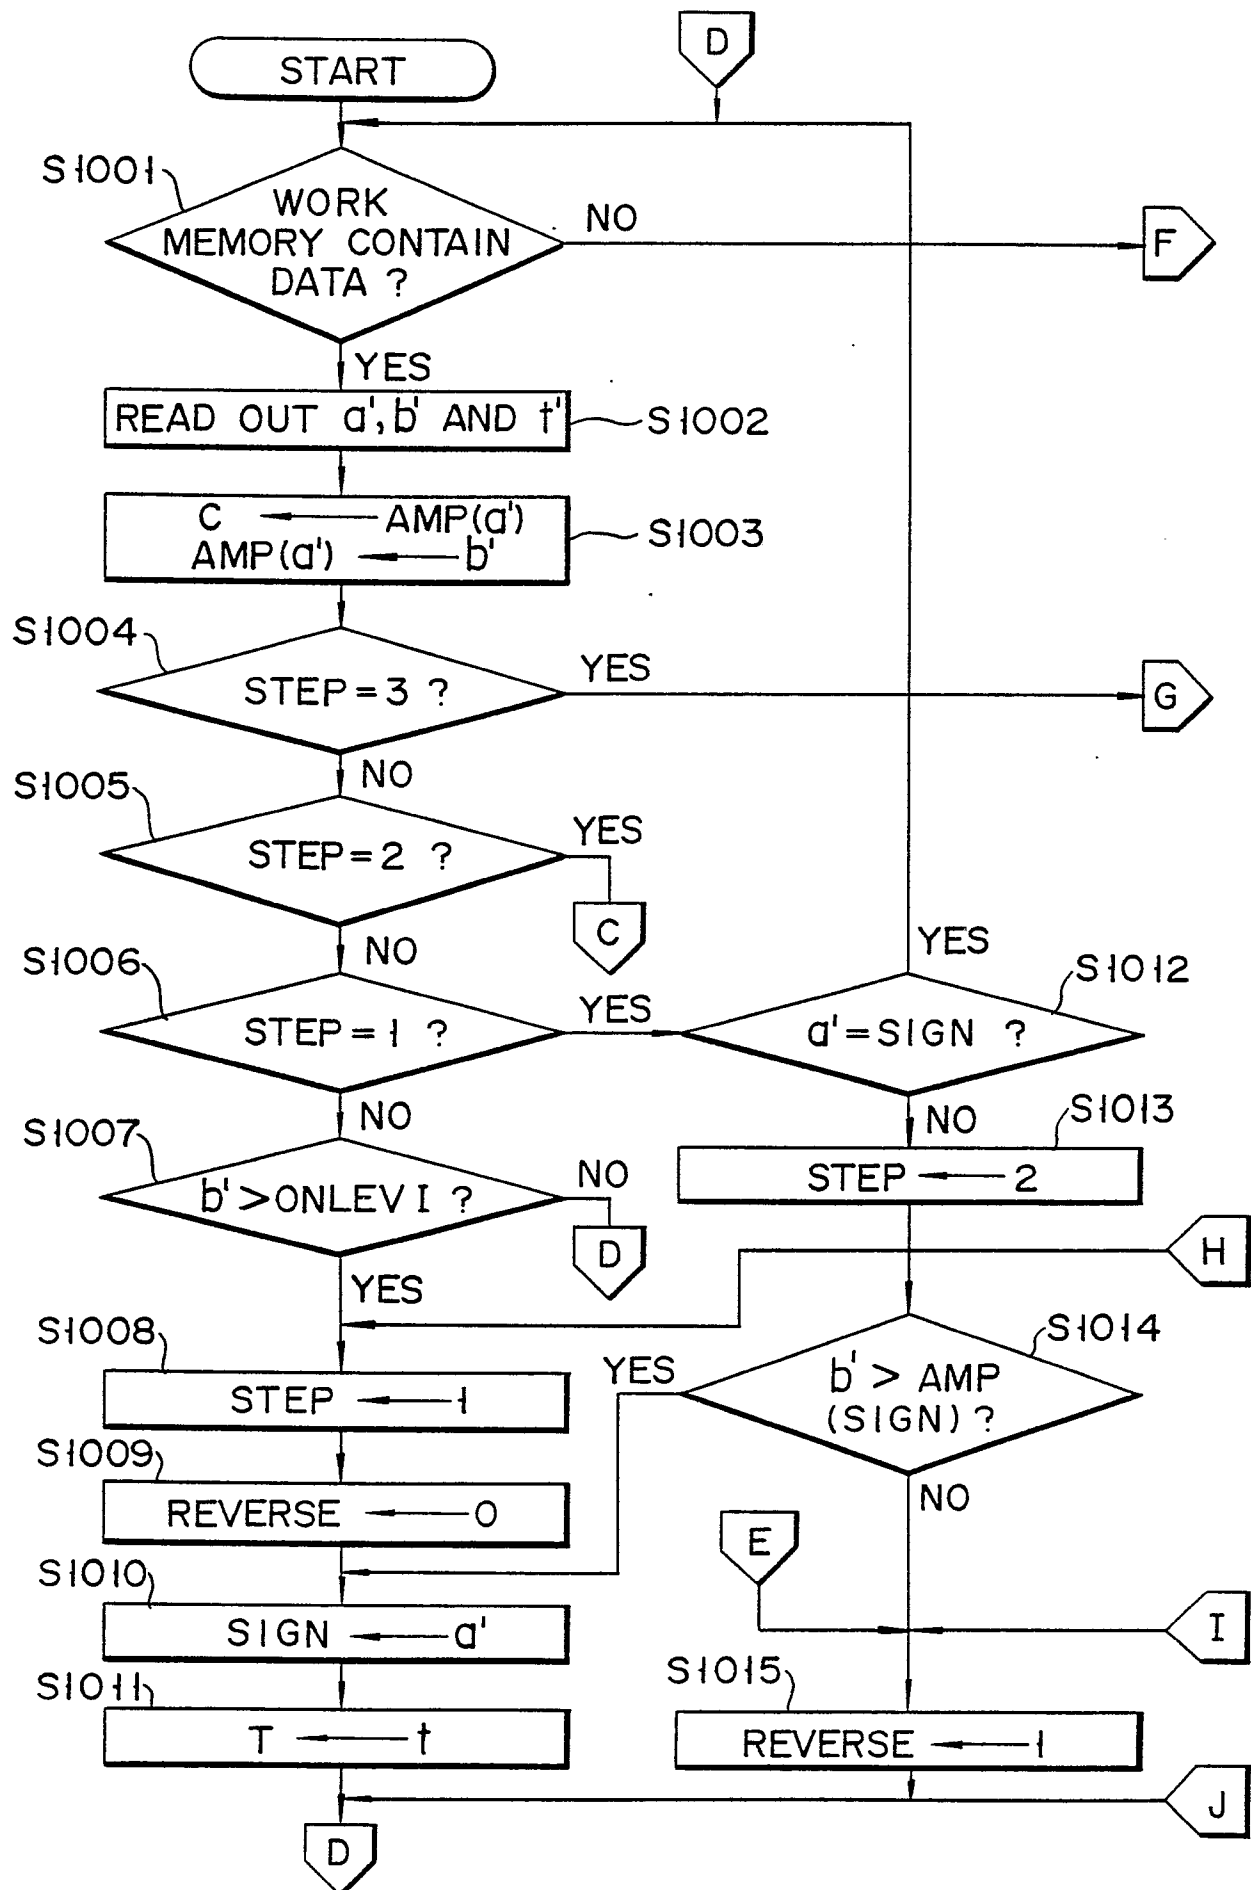 D
START
S1001
WORK
MEMORY CONTAIN
DATA ?
NO
F
YES
READ OUT a', b' AND t'
S1002
C ← AMP(a')
AMP(a') ← b'
S1003
S1004
STEP=3 ?
YES
G
NO
S1005
STEP=2 ?
YES
C
NO
S1006
STEP=1 ?
YES
YES
S1012
a'=SIGN ?
NO
NO
S1013
STEP ← 2
S1007
b'>ONLEV I ?
NO
D
H
YES
S1008
STEP ← 1
S1014
b' > AMP
(SIGN) ?
YES
NO
S1009
REVERSE ← 0
E
S1010
SIGN ← a'
I
S1011
T ← t
S1015
REVERSE ← 1
J
D